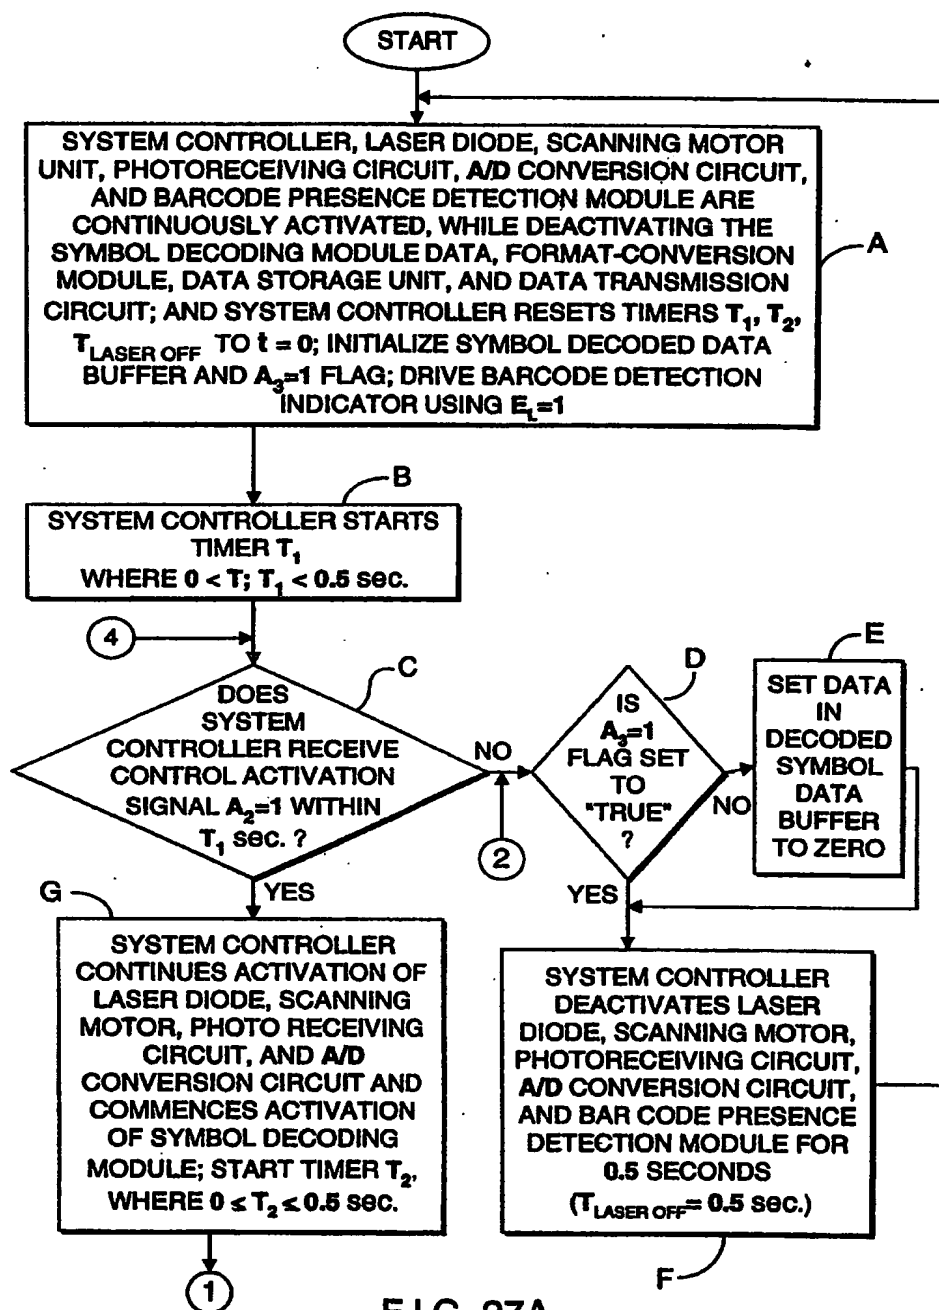 START
SYSTEM CONTROLLER, LASER DIODE, SCANNING MOTOR
UNIT, PHOTORECEIVING CIRCUIT, A/D CONVERSION CIRCUIT,
AND BARCODE PRESENCE DETECTION MODULE ARE
CONTINUOUSLY ACTIVATED, WHILE DEACTIVATING THE
SYMBOL DECODING MODULE DATA, FORMAT-CONVERSION
MODULE, DATA STORAGE UNIT, AND DATA TRANSMISSION
CIRCUIT; AND SYSTEM CONTROLLER RESETS TIMERS T₁, T₂,
T_LASER OFF TO t = 0; INITIALIZE SYMBOL DECODED DATA
BUFFER AND A₃=1 FLAG; DRIVE BARCODE DETECTION
INDICATOR USING E_L=1
A
B
SYSTEM CONTROLLER STARTS
TIMER T₁
WHERE 0 < T; T₁ < 0.5 sec.
4
C
DOES
SYSTEM
CONTROLLER RECEIVE
CONTROL ACTIVATION
SIGNAL A₂=1 WITHIN
T₁ sec. ?
NO
2
YES
D
IS
A₃=1
FLAG SET
TO
"TRUE"
?
NO
YES
E
SET DATA
IN
DECODED
SYMBOL
DATA
BUFFER
TO ZERO
G
SYSTEM CONTROLLER
CONTINUES ACTIVATION OF
LASER DIODE, SCANNING
MOTOR, PHOTO RECEIVING
CIRCUIT, AND A/D
CONVERSION CIRCUIT AND
COMMENCES ACTIVATION
OF SYMBOL DECODING
MODULE; START TIMER T₂,
WHERE 0 ≤ T₂ ≤ 0.5 sec.
1
SYSTEM CONTROLLER
DEACTIVATES LASER
DIODE, SCANNING MOTOR,
PHOTORECEIVING CIRCUIT,
A/D CONVERSION CIRCUIT,
AND BAR CODE PRESENCE
DETECTION MODULE FOR
0.5 SECONDS
(T_LASER OFF= 0.5 sec.)
F